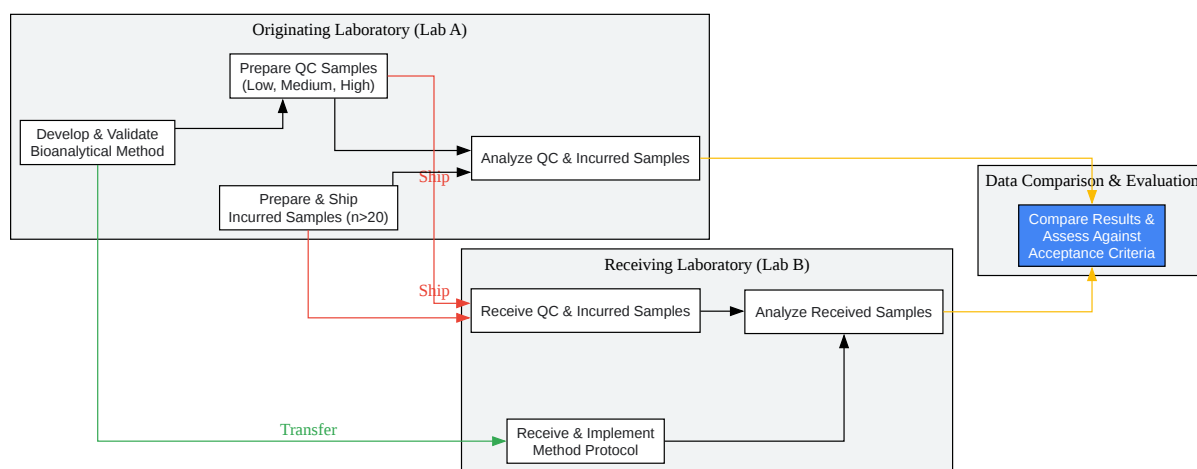 Originating Laboratory (Lab A)
Prepare QC Samples
(Low, Medium, High)
Develop & Validate
Bioanalytical Method
Analyze QC & Incurred Samples
Ship
Prepare & Ship
Incurred Samples (n>20)
Data Comparison & Evaluation
Compare Results &
Assess Against
Acceptance Criteria
Receiving Laboratory (Lab B)
Ship
Receive QC & Incurred Samples
Analyze Received Samples
Transfer
Receive & Implement
Method Protocol